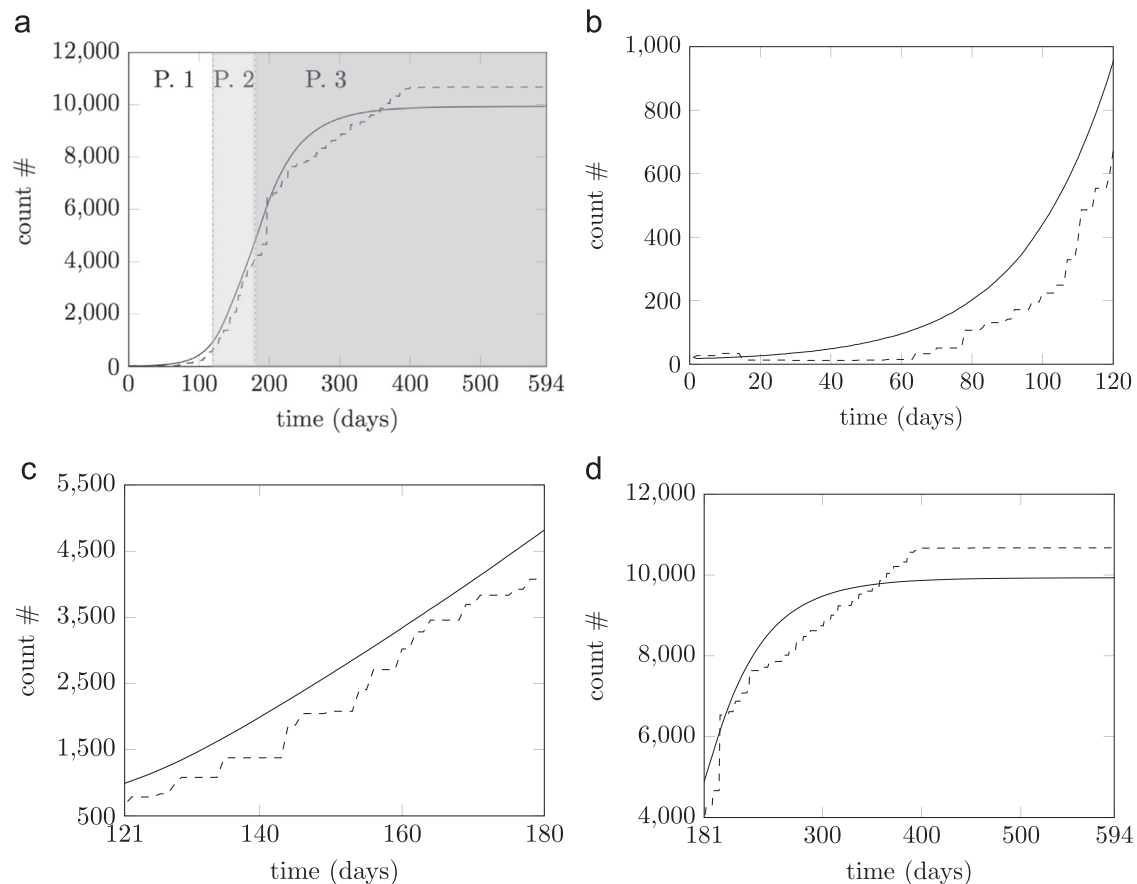 a
12,000
10,000
8,000
6,000
4,000
2,000
0
P. 1 P. 2 P. 3
0 100 200 300 400 500 594
time (days)
count #
b
1,000
800
600
400
200
0
0 20 40 60 80 100 120
time (days)
count #
c
5,500
4,500
3,500
2,500
1,500
500
121 140 160 180
time (days)
count #
d
12,000
10,000
8,000
6,000
4,000
181 300 400 500 594
time (days)
count #